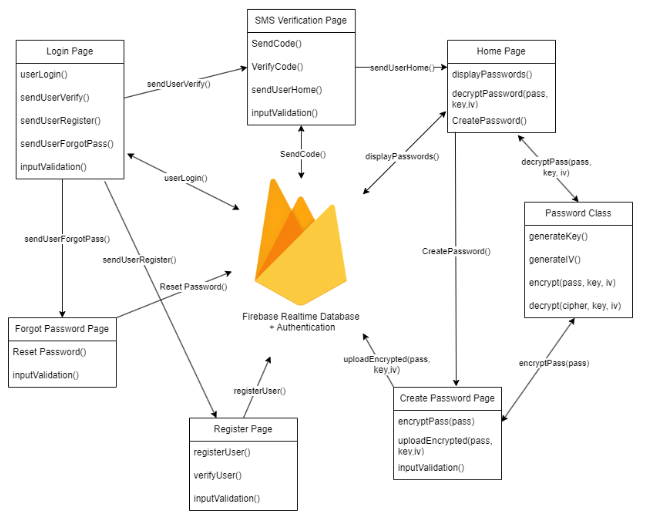 SMS Verification Page
SendCode()
VerifyCode()
sendUserHome()
inputValidation()
Login Page
userLogin()
sendUserVerify()
sendUserRegister()
sendUserForgotPass()
inputValidation()
Home Page
displayPasswords()
decryptPassword(pass,
key,iv)
CreatePassword()
sendUserVerify()
sendUserHome()
SendCode()
displayPasswords()
decryptPass(pass,
key, iv)
userLogin()
Password Class
generateKey()
generateIV()
encrypt(pass, key, iv)
decrypt(cipher, key, iv)
sendUserForgotPass()
sendUserRegister()
CreatePassword()
Reset Password()
Firebase Realtime Database
+ Authentication
Forgot Password Page
Reset Password()
inputValidation()
uploadEncrypted(pass,
key,iv)
encryptPass(pass)
registerUser()
Create Password Page
encryptPass(pass)
uploadEncrypted(pass,
key,iv)
inputValidation()
Register Page
registerUser()
verifyUser()
inputValidation()